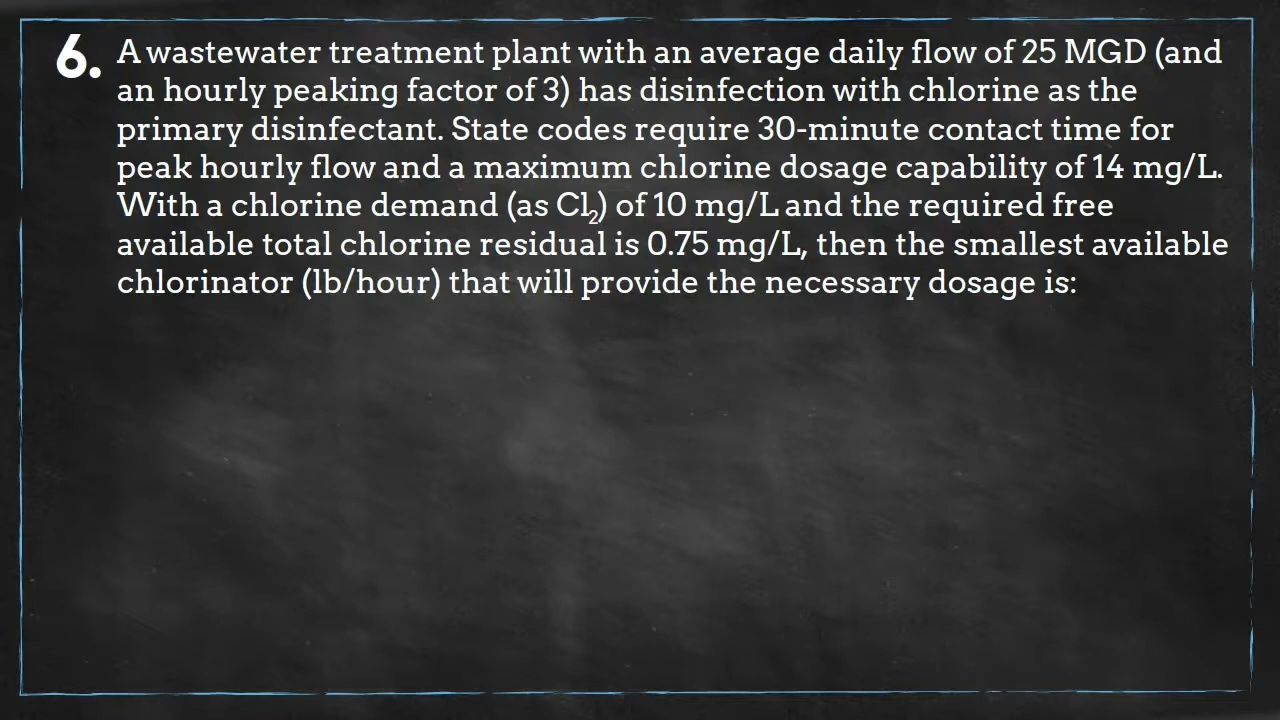 6. A wastewater treatment plant with an average daily flow of 25 MGD (and
an hourly peaking factor of 3) has disinfection with chlorine as the
primary disinfectant. State codes require 30-minute contact time for
peak hourly flow and a maximum chlorine dosage capability of 14 mg/L.
With a chlorine demand (as Cl₂) of 10 mg/L and the required free
available total chlorine residual is 0.75 mg/L, then the smallest available
chlorinator (lb/hour) that will provide the necessary dosage is: